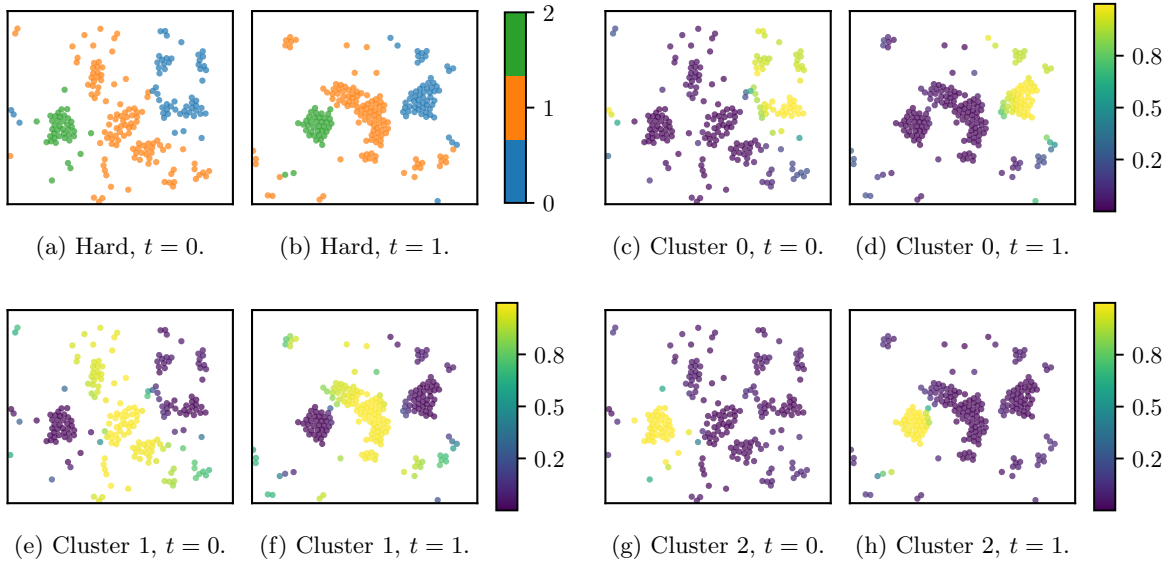 2
1
0
0.8
0.5
0.2
(a) Hard, t = 0.
(b) Hard, t = 1.
(c) Cluster 0, t = 0.
(d) Cluster 0, t = 1.
0.8
0.5
0.2
0.8
0.5
0.2
(e) Cluster 1, t = 0.
(f) Cluster 1, t = 1.
(g) Cluster 2, t = 0.
(h) Cluster 2, t = 1.